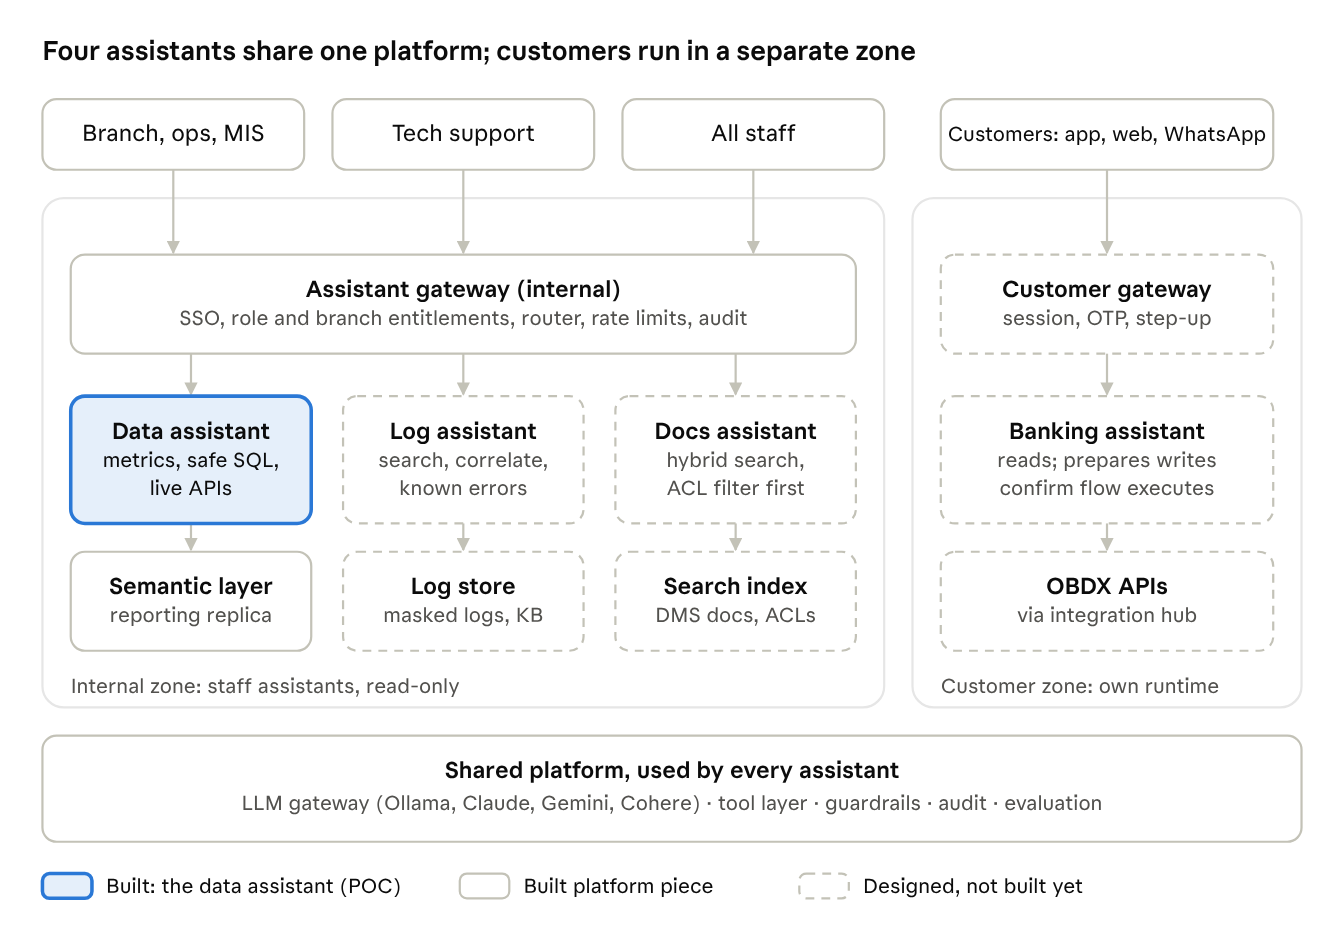 Four assistants share one platform; customers run in a separate zone
Branch, ops, MIS
Tech support
All staff
Customers: app, web, WhatsApp
Assistant gateway (internal)
SSO, role and branch entitlements, router, rate limits, audit
Customer gateway
session, OTP, step-up
Data assistant
metrics, safe SQL,
live APIs
Log assistant
search, correlate,
known errors
Docs assistant
hybrid search,
ACL filter first
Banking assistant
reads; prepares writes
confirm flow executes
Semantic layer
reporting replica
Log store
masked logs, KB
Search index
DMS docs, ACLs
OBDX APIs
via integration hub
Internal zone: staff assistants, read-only
Customer zone: own runtime
Shared platform, used by every assistant
LLM gateway (Ollama, Claude, Gemini, Cohere) · tool layer · guardrails · audit · evaluation
Built: the data assistant (POC)
Built platform piece
Designed, not built yet